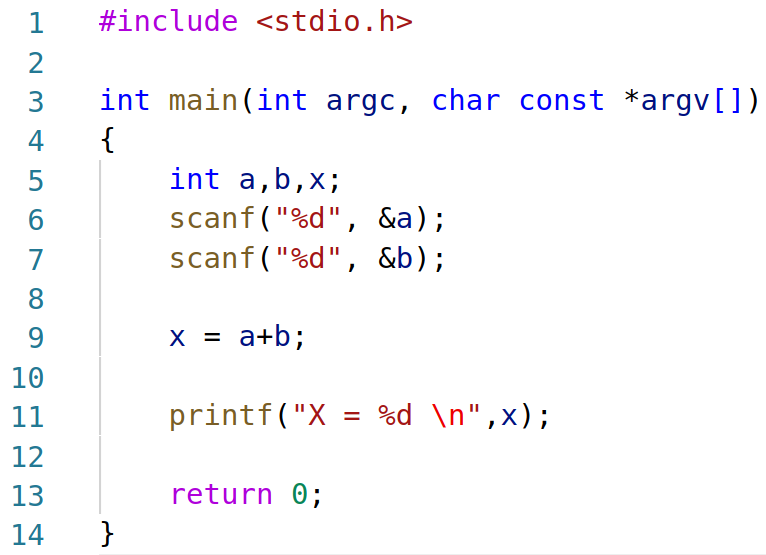 1 #include <stdio.h>
2
3 int main(int argc, char const *argv[])
4 {
5     int a,b,x;
6     scanf("%d", &a);
7     scanf("%d", &b);
8
9     x = a+b;
10
11     printf("X = %d \n",x);
12
13     return 0;
14 }